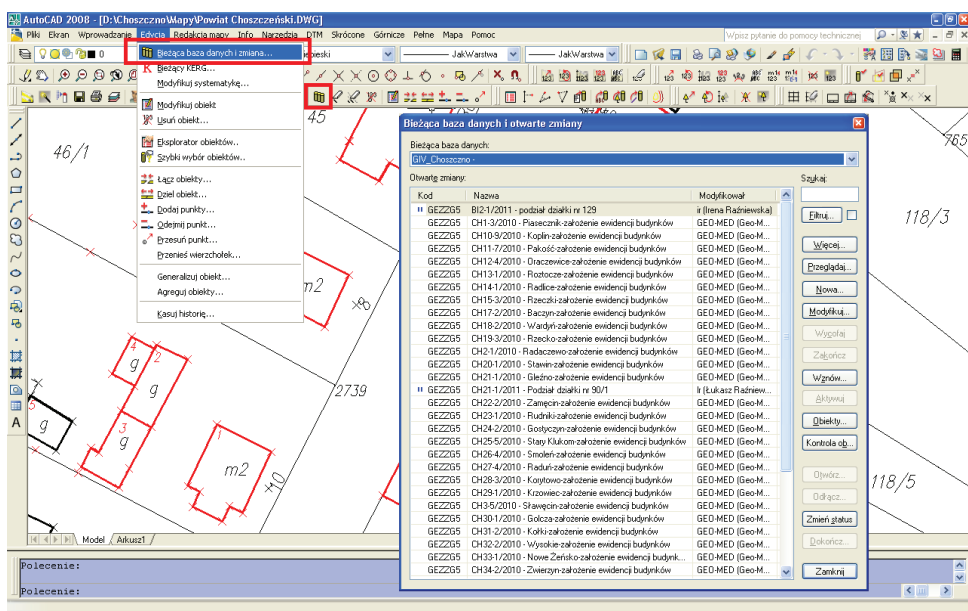 AutoCAD 2008 - [D:\Choszczno\Mapy\Powiat Choszczeński.DWG]
Pliki Ekran Wprowadzanie Edycja Redakcja mapy Info Narzędzia DTM Skrócone Górnicze Pełne Mapa Pomoc
Wpisz pytanie do pomocy technicznej
0
JakWarstwa
JakWarstwa
Bieżąca baza danych i zmiana...
Bieżący KERG...
Modyfikuj systematykę...
Modyfikuj obiekt
Usuń obiekt...
Eksplorator obiektów...
Szybki wybór obiektów...
Łącz obiekty...
Dziel obiekt...
Dodaj punkty...
Odejmij punkt...
Przesuń punkt...
Przenieś wierzchołek...
Generalizuj obiekt...
Agreguj obiekty...
Kasuj historię...
46/1
45
765
118/3
m2
8
4
2
g
g
2739
5
g
3
g
1
m2
10
118/5
Bieżąca baza danych i otwarte zmiany
Bieżąca baza danych:
GIV_Choszczno -
Otwarte zmiany:
Szukaj:
Kod Nazwa Modyfikował
GEZZG5 BI2-1/2011 - podział działki nr 129 ir (Irena Raźniewska)
GEZZG5 CH1-3/2010 - Piasecznik-założenie ewidencji budynków GEO-MED (Geo-M...
GEZZG5 CH10-9/2010 - Koplin-założenie ewidencji budynków GEO-MED (Geo-M...
GEZZG5 CH11-7/2010 - Pakość-założenie ewidencji budynków GEO-MED (Geo-M...
GEZZG5 CH12-4/2010 - Oraczewice-założenie ewidencji budynków GEO-MED (Geo-M...
GEZZG5 CH13-1/2010 - Roztocze-założenie ewidencji budynków GEO-MED (Geo-M...
GEZZG5 CH14-1/2010 - Radlice-założenie ewidencji budynków GEO-MED (Geo-M...
GEZZG5 CH15-3/2010 - Rzeczki-założenie ewidencji budynków GEO-MED (Geo-M...
GEZZG5 CH17-2/2010 - Baczyn-założenie ewidencji budynków GEO-MED (Geo-M...
GEZZG5 CH18-2/2010 - Wardyń-założenie ewidencji budynków GEO-MED (Geo-M...
GEZZG5 CH19-3/2010 - Rzecko-założenie ewidencji budynków GEO-MED (Geo-M...
GEZZG5 CH2-1/2010 - Radaczewo-założenie ewidencji budynków GEO-MED (Geo-M...
GEZZG5 CH20-1/2010 - Stawin-założenie ewidencji budynków GEO-MED (Geo-M...
GEZZG5 CH21-1/2010 - Gleźno-założenie ewidencji budynków GEO-MED (Geo-M...
GEZZG5 CH21-1/2011 - Podział działki nr 90/1 lr (Łukasz Raźniew...
GEZZG5 CH22-2/2010 - Zamęcin-założenie ewidencji budynków GEO-MED (Geo-M...
GEZZG5 CH23-1/2010 - Rudniki-założenie ewidencji budynków GEO-MED (Geo-M...
GEZZG5 CH24-2/2010 - Gostyczyn-założenie ewidencji budynków GEO-MED (Geo-M...
GEZZG5 CH25-5/2010 - Stary Klukom-założenie ewidencji budynków GEO-MED (Geo-M...
GEZZG5 CH26-4/2010 - Smoleń-założenie ewidencji budynków GEO-MED (Geo-M...
GEZZG5 CH27-4/2010 - Raduń-założenie ewidencji budynków GEO-MED (Geo-M...
GEZZG5 CH28-3/2010 - Korytowo-założenie ewidencji budynków GEO-MED (Geo-M...
GEZZG5 CH29-1/2010 - Krzowiec-założenie ewidencji budynków GEO-MED (Geo-M...
GEZZG5 CH3-5/2010 - Sławęcin-założenie ewidencji budynków GEO-MED (Geo-M...
GEZZG5 CH30-1/2010 - Golcza-założenie ewidencji budynków GEO-MED (Geo-M...
GEZZG5 CH31-2/2010 - Kołki-założenie ewidencji budynków GEO-MED (Geo-M...
GEZZG5 CH32-2/2010 - Wysokie-założenie ewidencji budynków GEO-MED (Geo-M...
GEZZG5 CH33-1/2010 - Nowe Żeńsko-założenie ewidencji budynk... GEO-MED (Geo-M...
GEZZG5 CH34-2/2010 - Zwierzyn-założenie ewidencji budynków GEO-MED (Geo-M...
Filtruj...
Więcej...
Przeglądaj...
Nowa...
Modyfikuj...
Wycofaj
Zakończ
Wznów...
Aktywuj
Obiekty...
Kontrola ob...
Otwórz...
Odłącz...
Zmień status
Dokończ...
Zamknij
Model Arkusz1
Polecenie:
Polecenie: